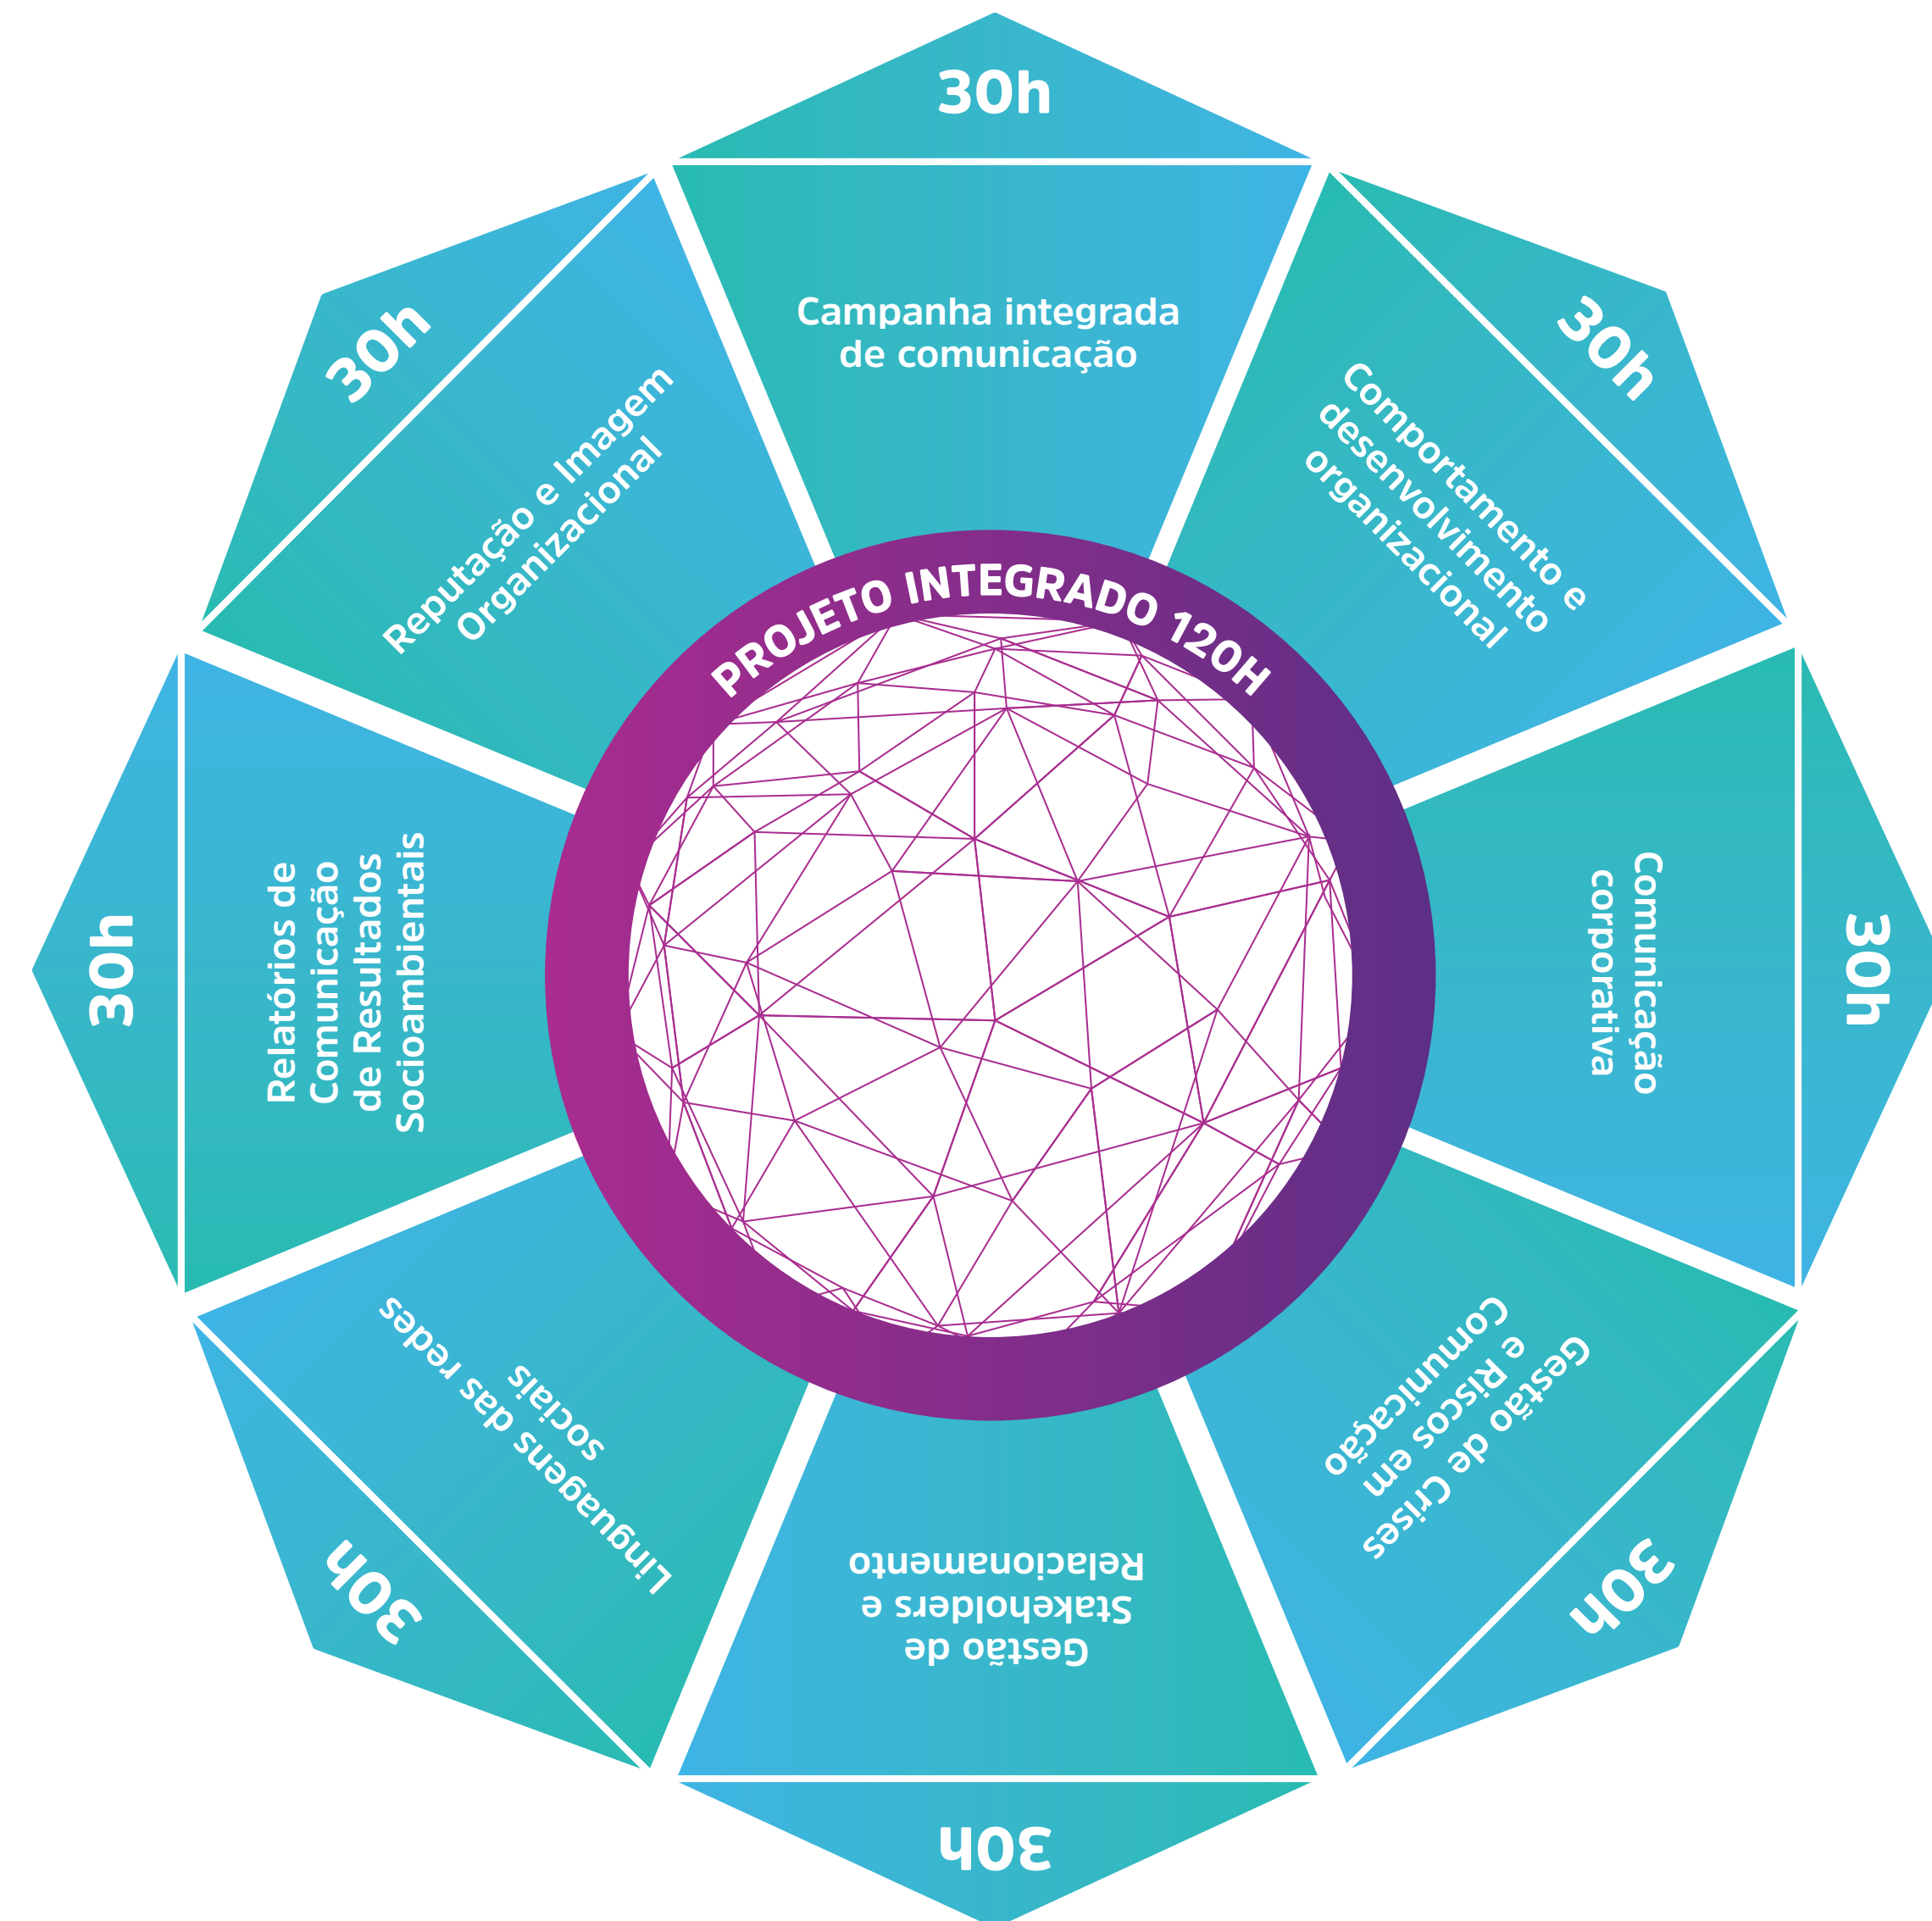 30h
Campanha integrada
de comunicação
30h
Comportamento e
desenvolvimento
organizacional
30h
Comunicação
corporativa
30h
Gestão de Crises
e Riscos em
comunicação
30h
Gestão de
Stakeholders e
Relacionamento
30h
Linguagens das redes
sociais
30h
Relatórios de
Comunicação
de Resultados
Socioambientais
30h
Reputação e Imagem
Organizacional
PROJETO INTEGRADO 120H